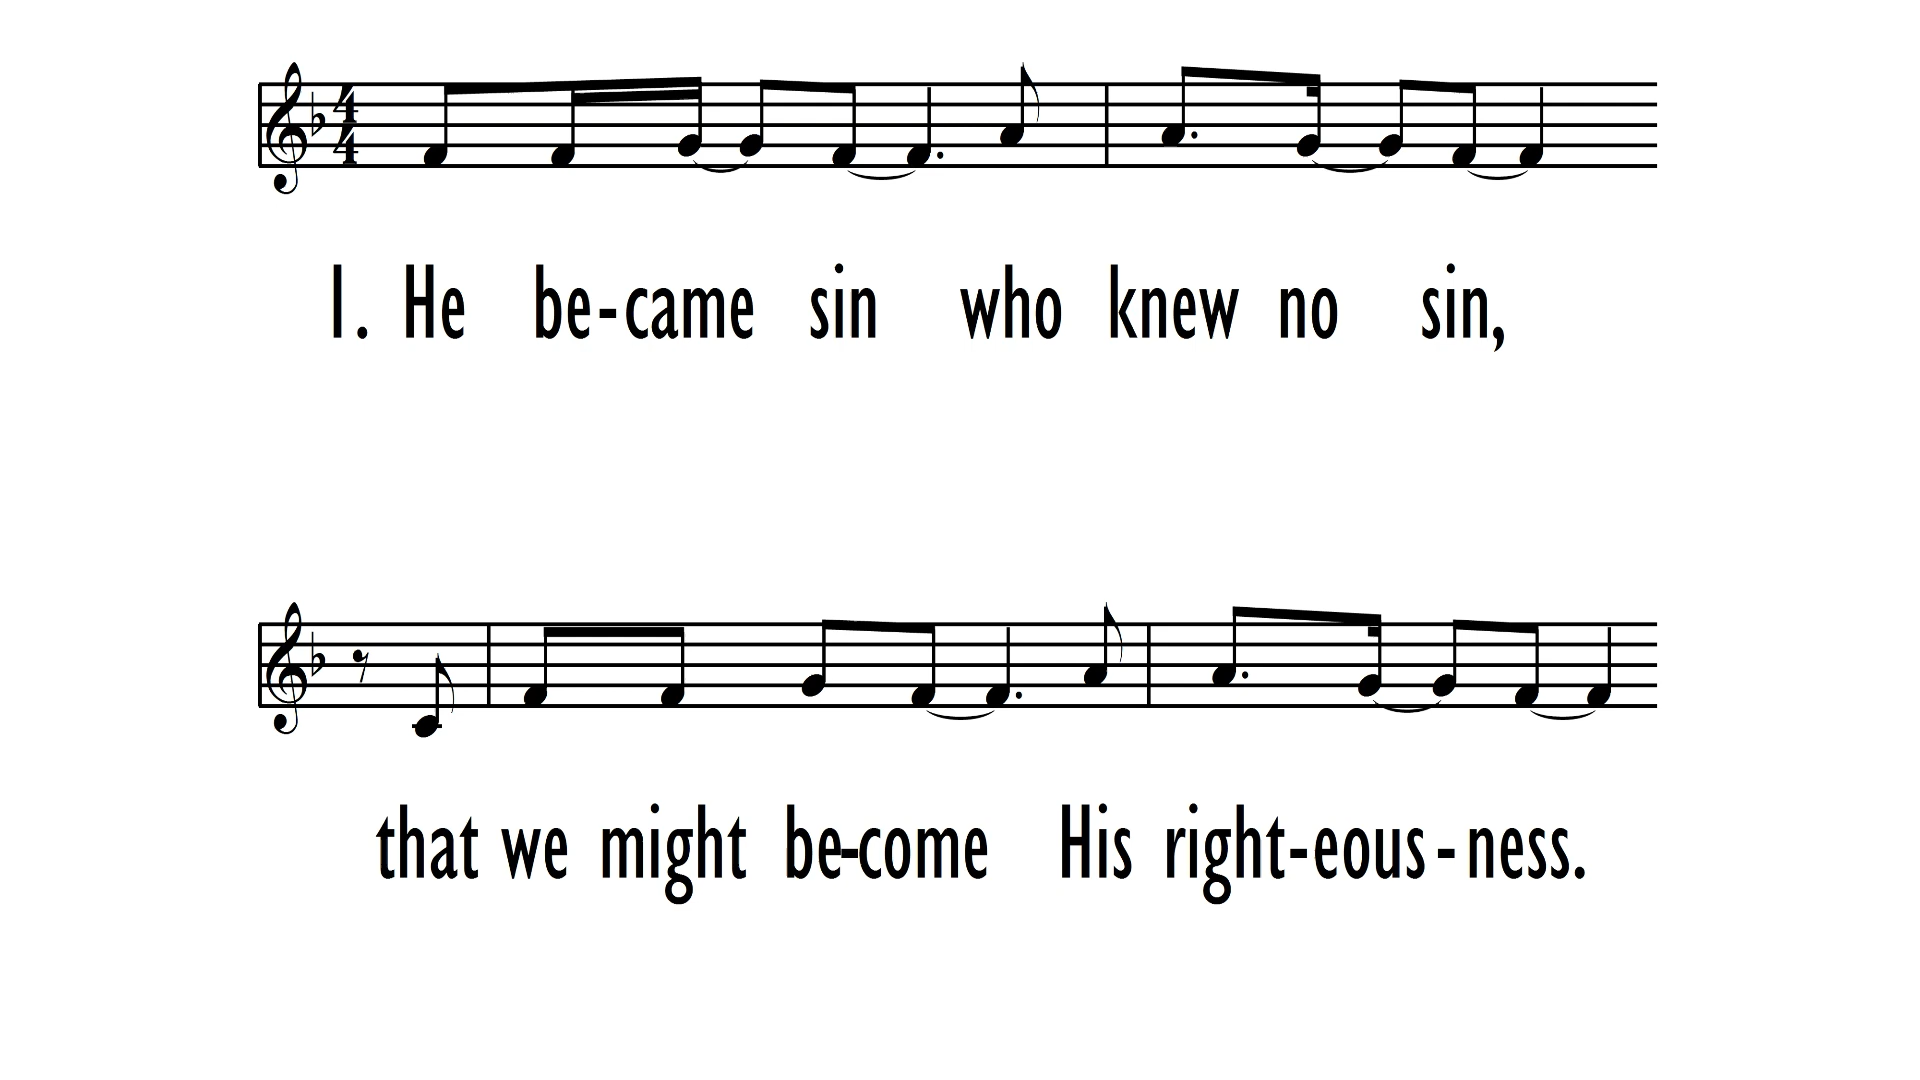 1. He be-came sin who knew no sin,
that we might be-come His right-eous-ness.